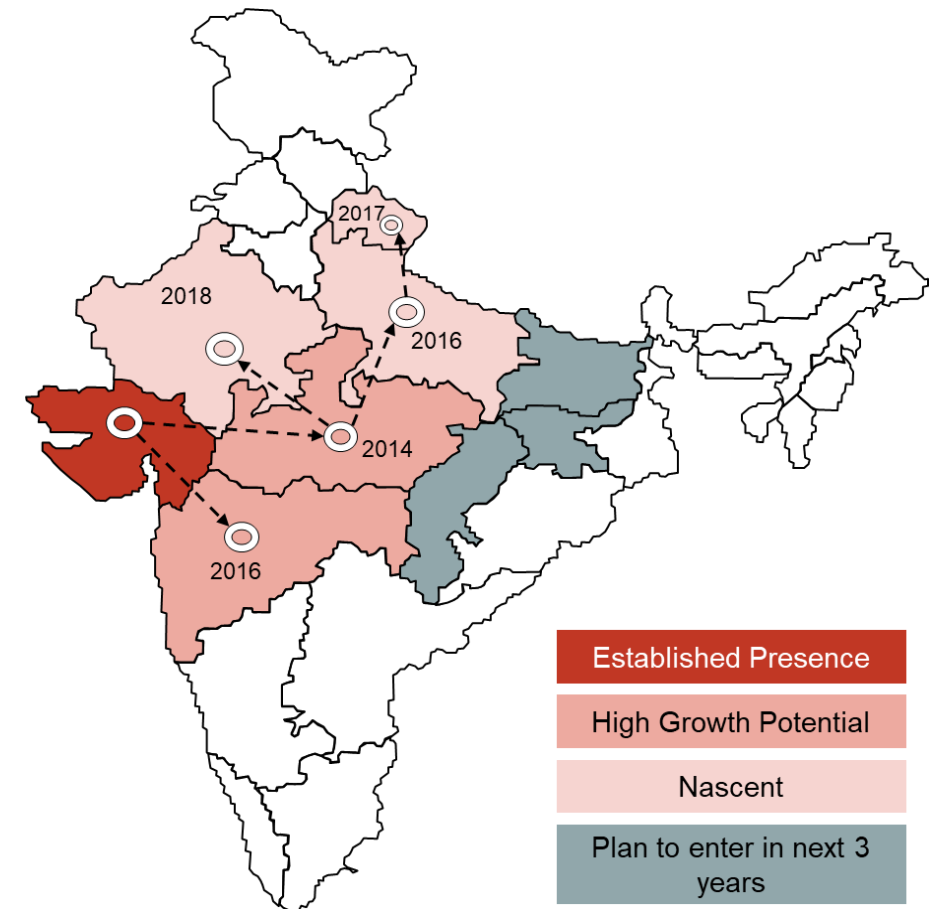 2017
2018
2016
2014
2016
Established Presence
High Growth Potential
Nascent
Plan to enter in next 3
years